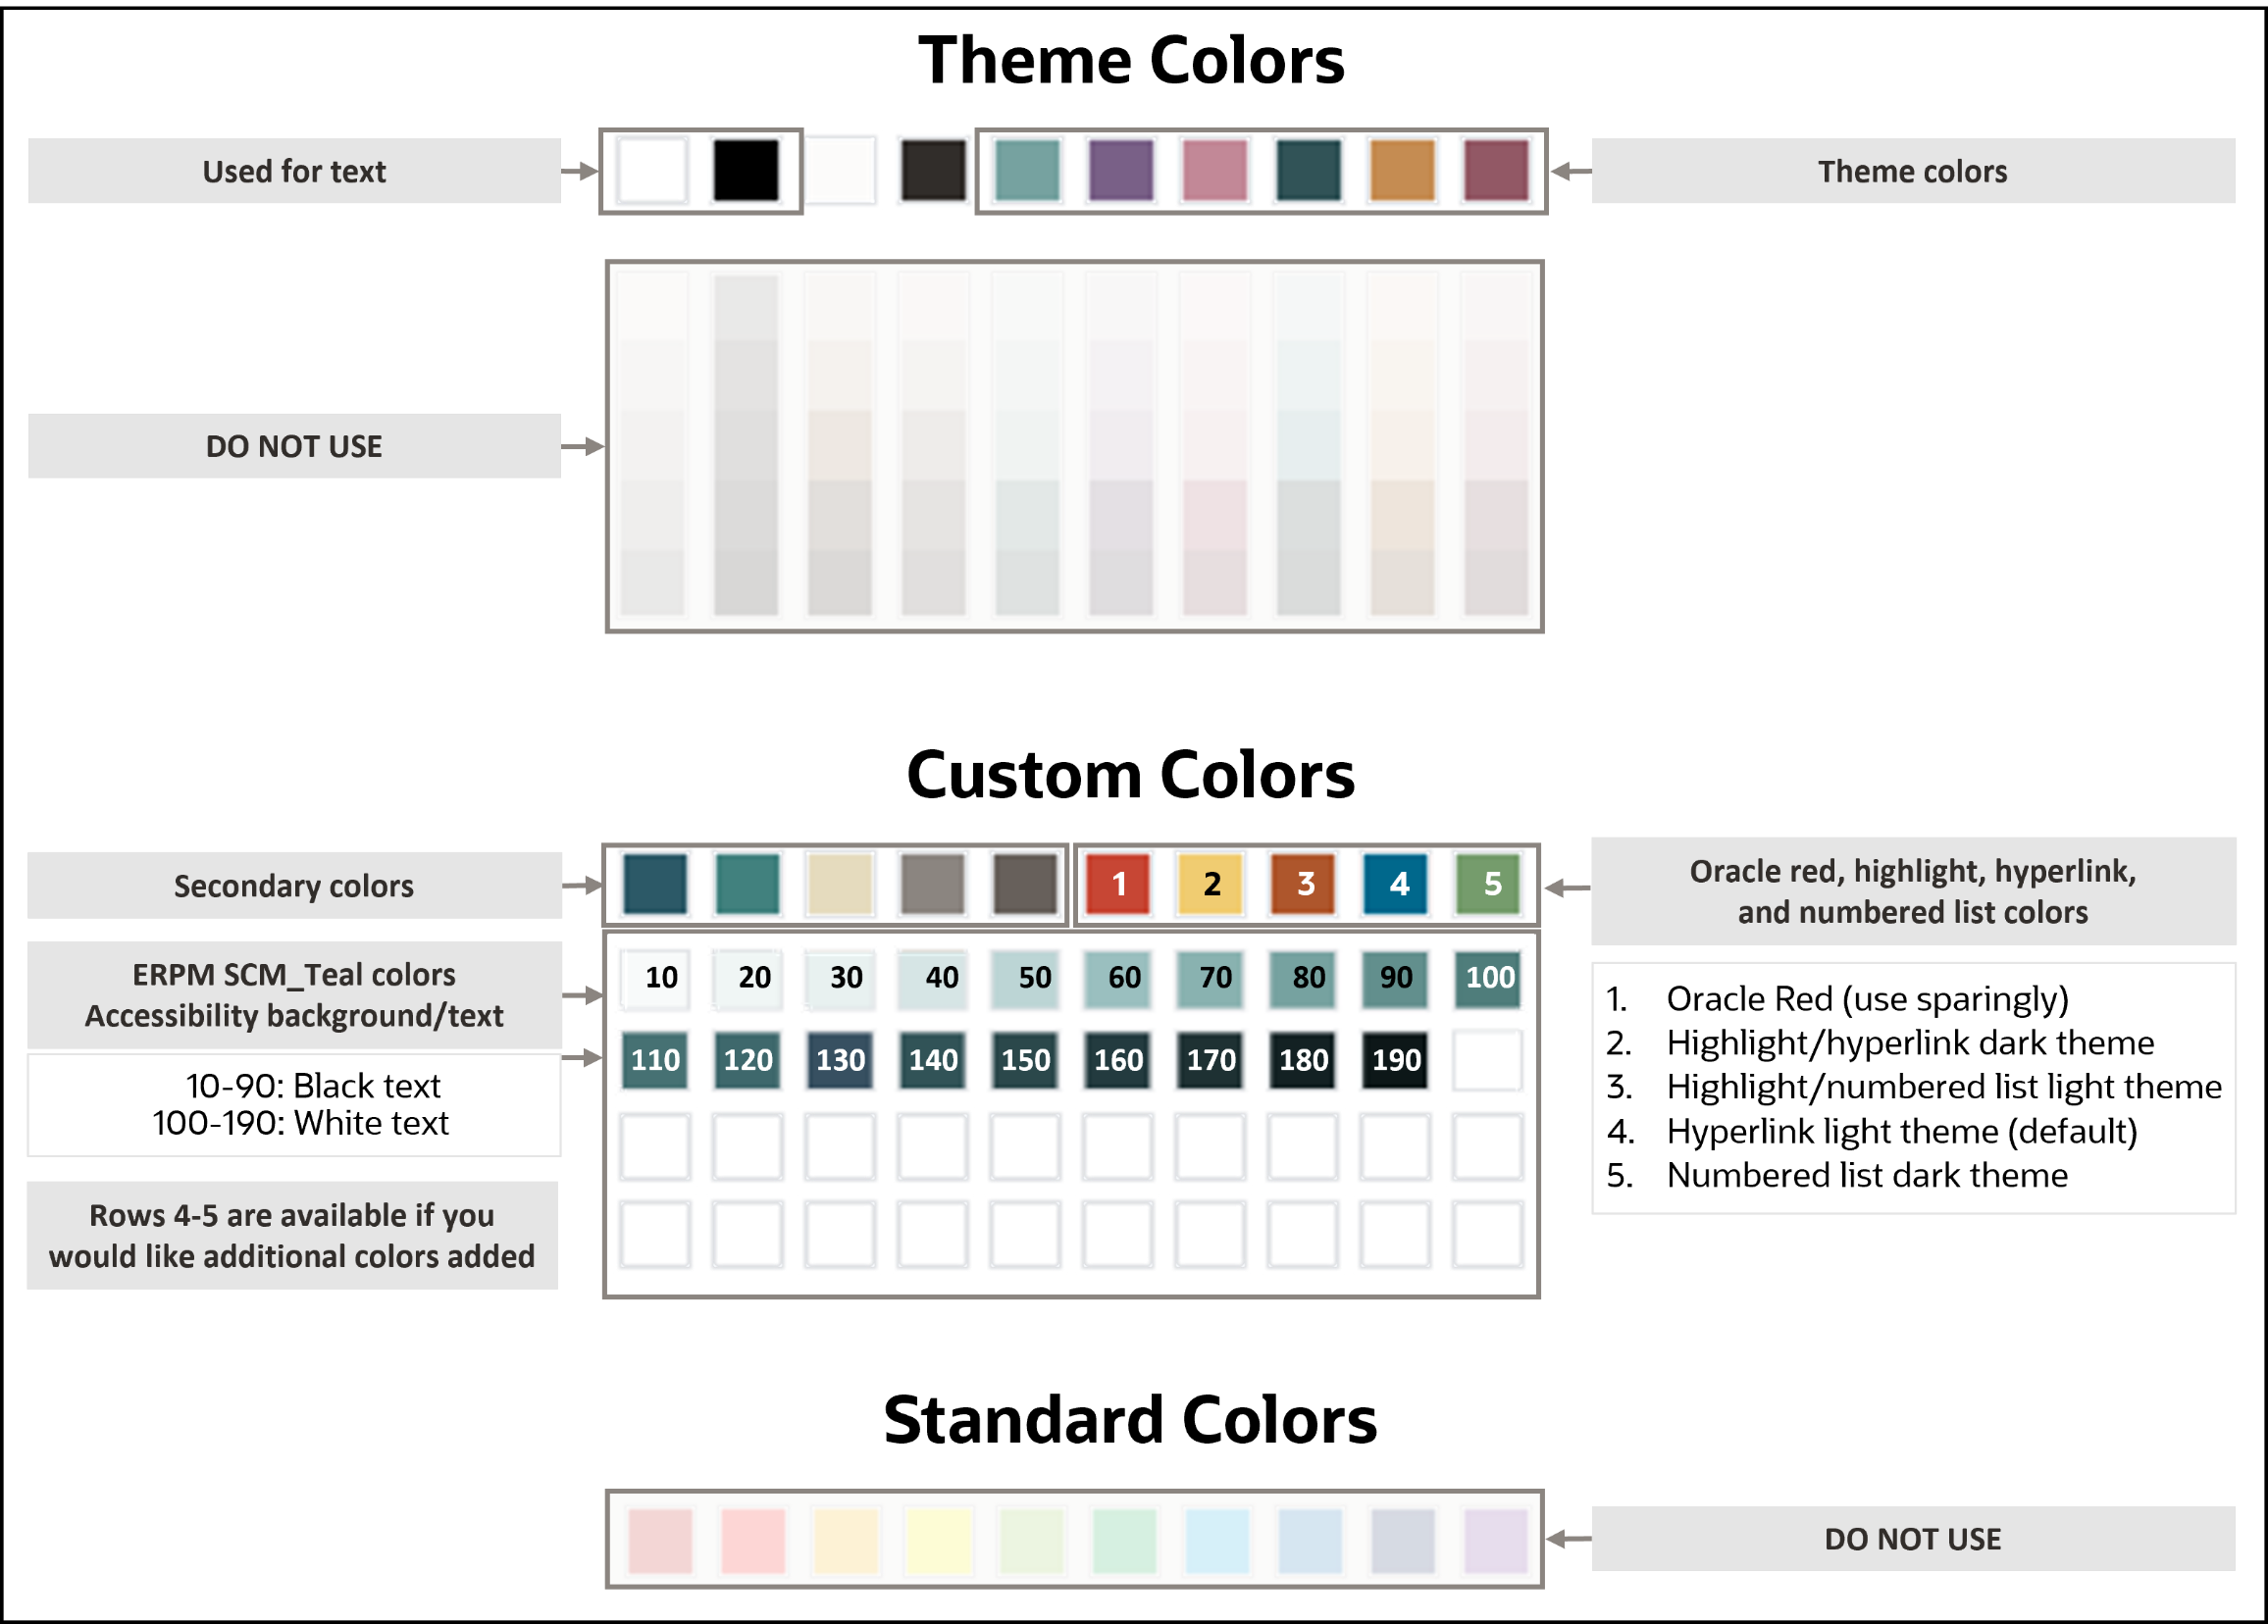 Theme Colors
Used for text
Theme colors
DO NOT USE
Custom Colors
Secondary colors
1 2 3 4 5
Oracle red, highlight, hyperlink,
and numbered list colors
ERPM SCM_Teal colors
Accessibility background/text
10 20 30 40 50 60 70 80 90 100
110 120 130 140 150 160 170 180 190
10-90: Black text
100-190: White text
1. Oracle Red (use sparingly)
2. Highlight/hyperlink dark theme
3. Highlight/numbered list light theme
4. Hyperlink light theme (default)
5. Numbered list dark theme
Rows 4-5 are available if you
would like additional colors added
Standard Colors
DO NOT USE